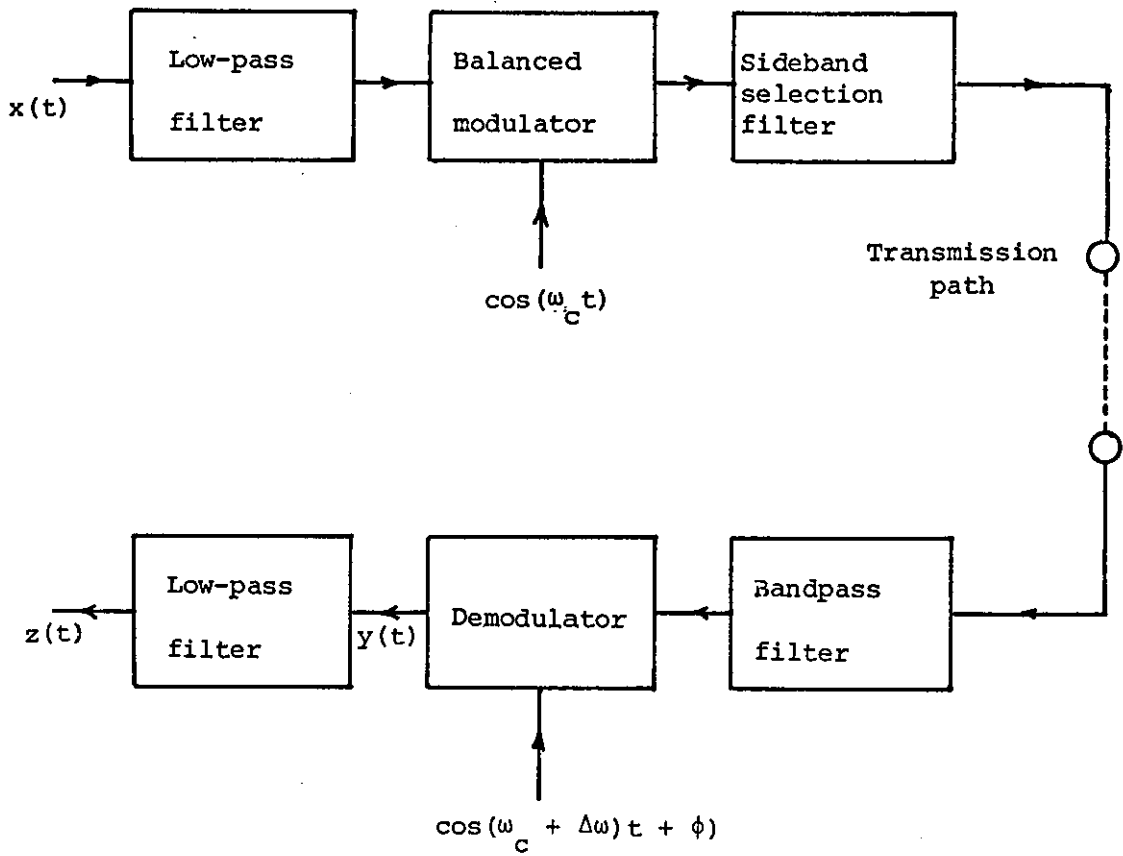 Low-pass
filter
Balanced
modulator
Sideband
selection
filter
x(t)
cos(ω_c t)
Transmission
path
Low-pass
filter
Demodulator
Bandpass
filter
z(t)
y(t)
cos(ω_c + Δω)t + ϕ)